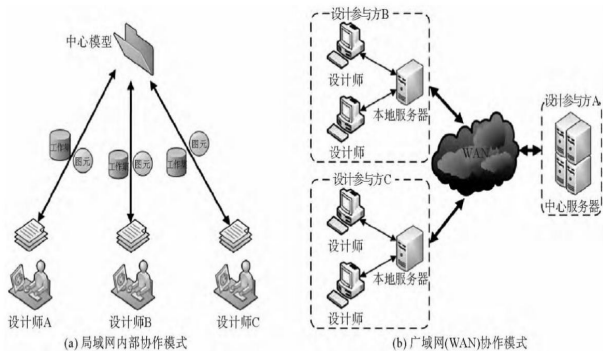 中心模型
工作集
图元
工作集
图元
工作集
图元
设计师A
设计师B
设计师C
(a) 局域网内部协作模式
设计参与方B
设计师
本地服务器
设计师
设计参与方C
设计师
本地服务器
设计师
WAN
设计参与方A
中心服务器
(b) 广域网(WAN)协作模式